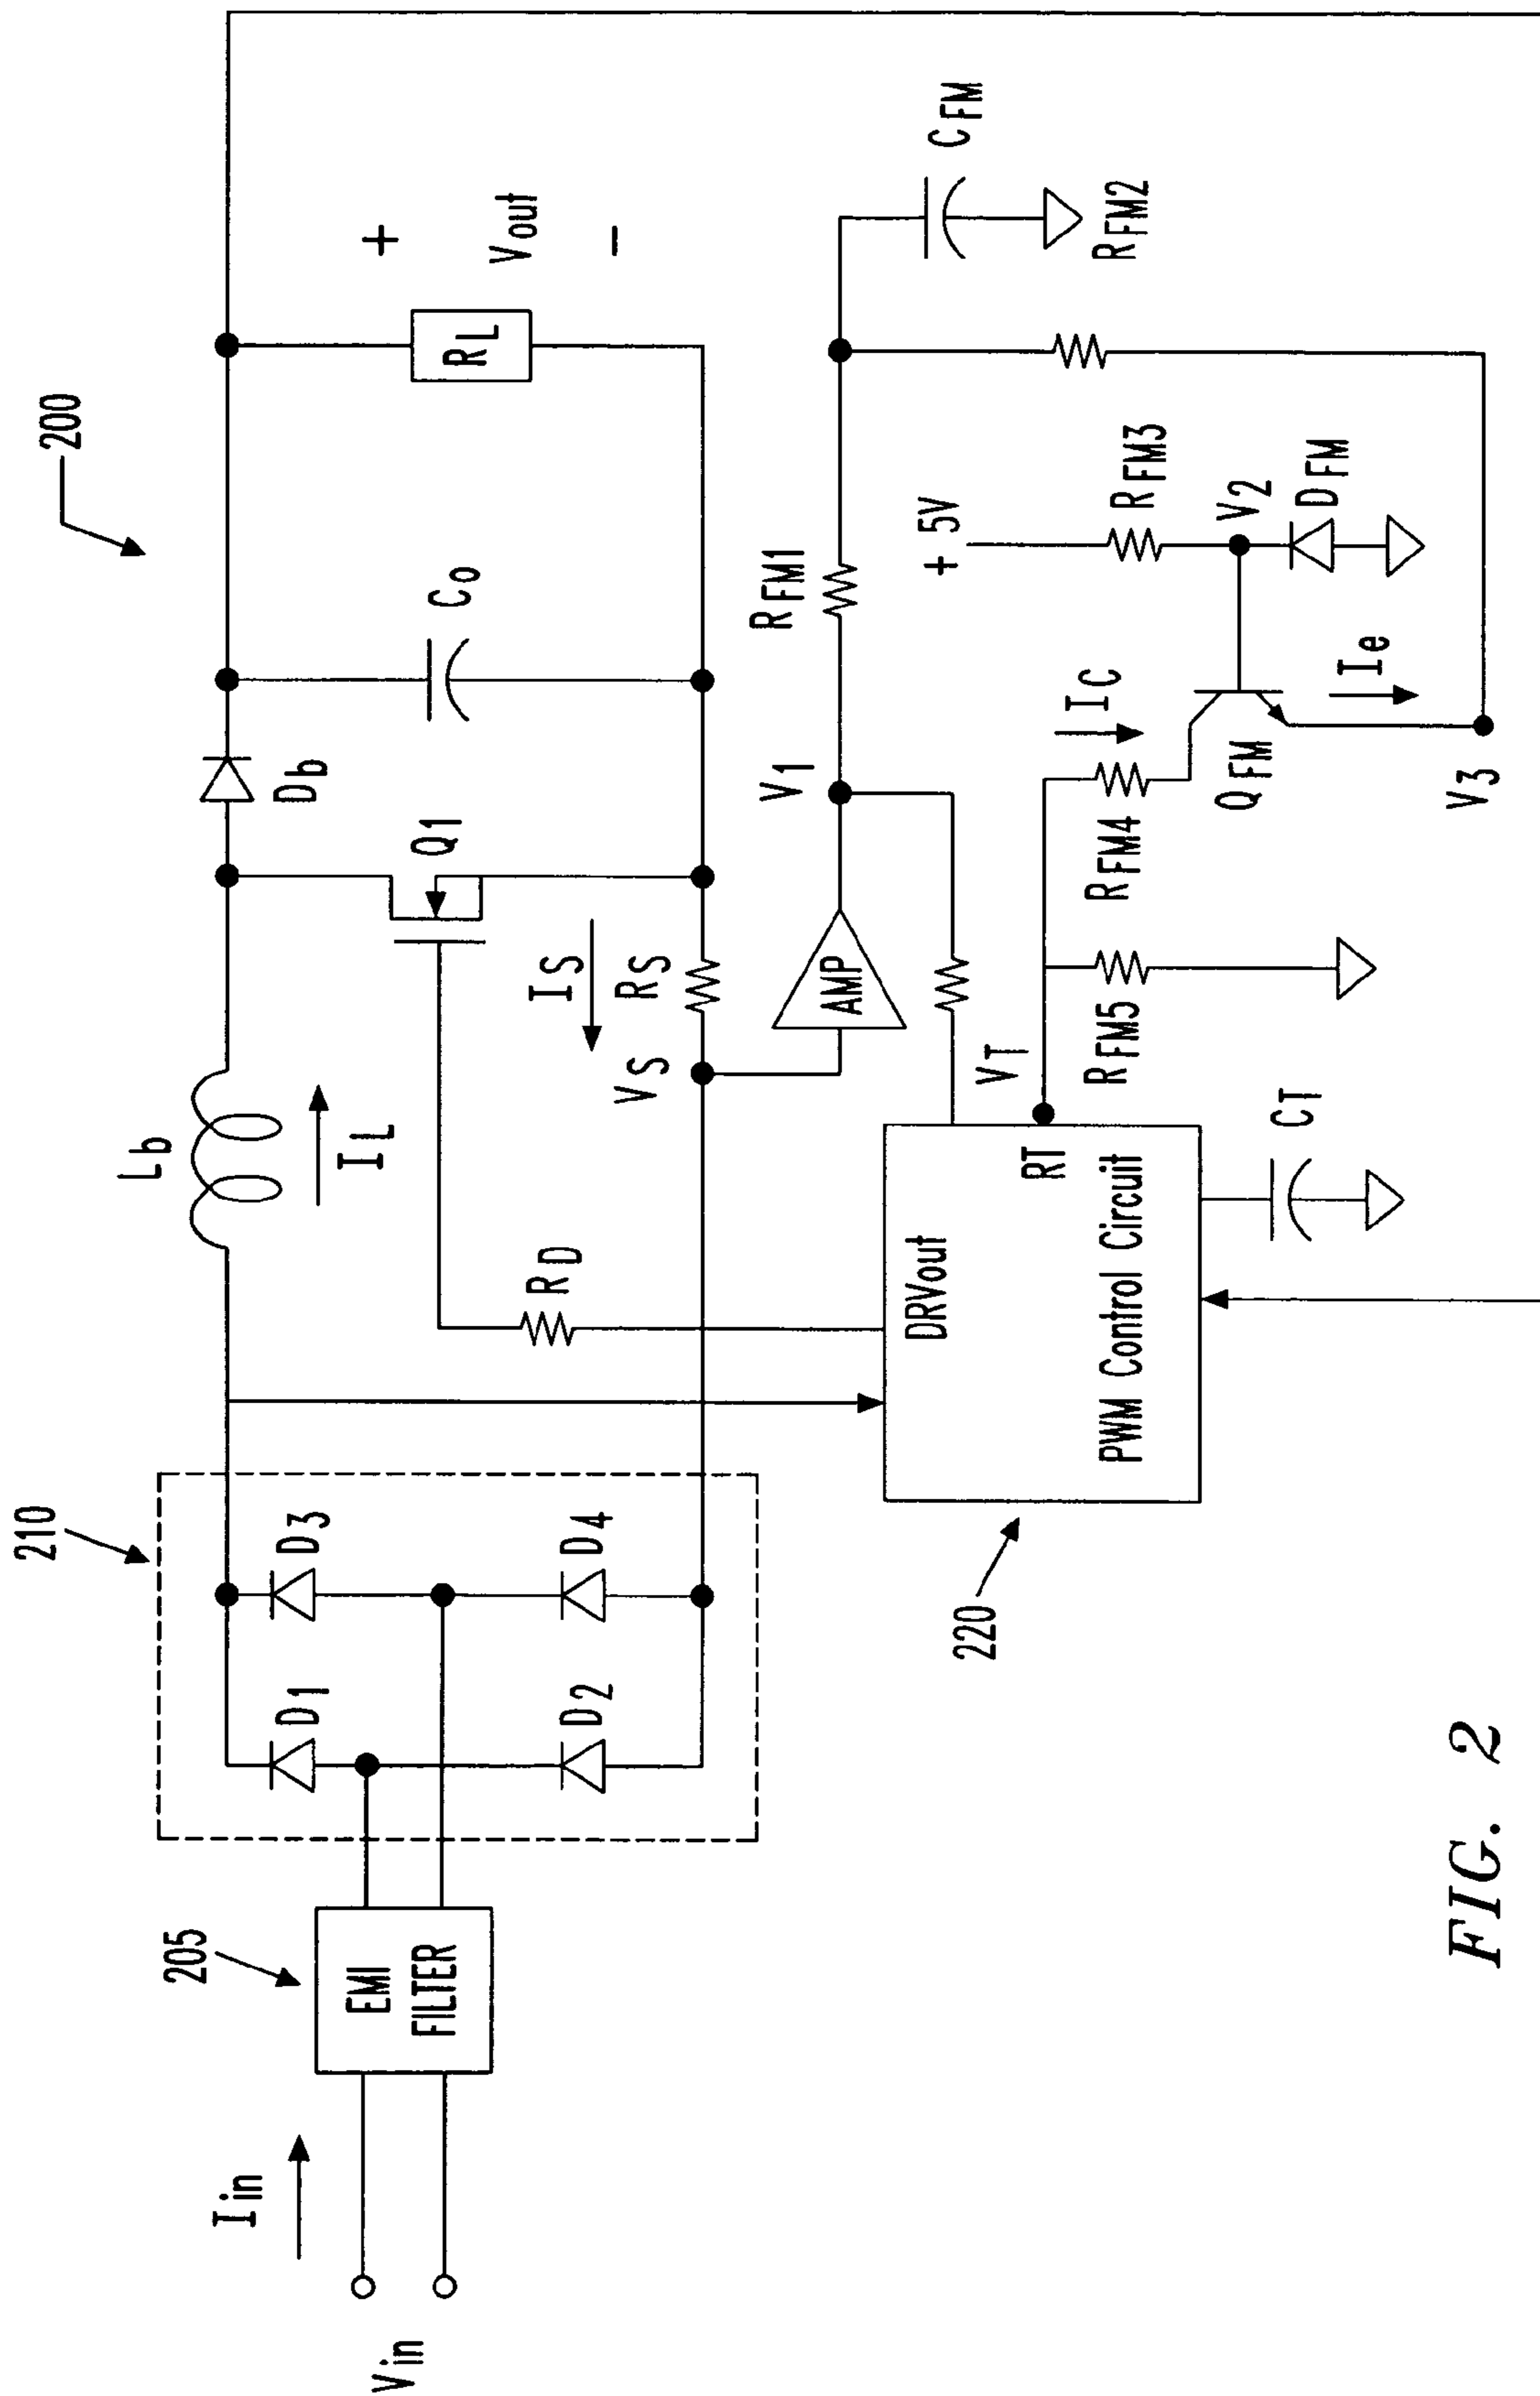 200
Lb
IL
Db
Q1
Co
RL
+
Vout
−
210
D1
D3
D2
D4
205
EMI
FILTER
Iin
Vin
RD
IS
RS
VS
AMP
V1
RFM1
CFM
RFM2
+ 5V
RFM3
V2
DFM
IC
Ie
QFM
V3
RFM4
RFM5
VT
DRVout
RT
PWM Control Circuit
CT
220
FIG. 2